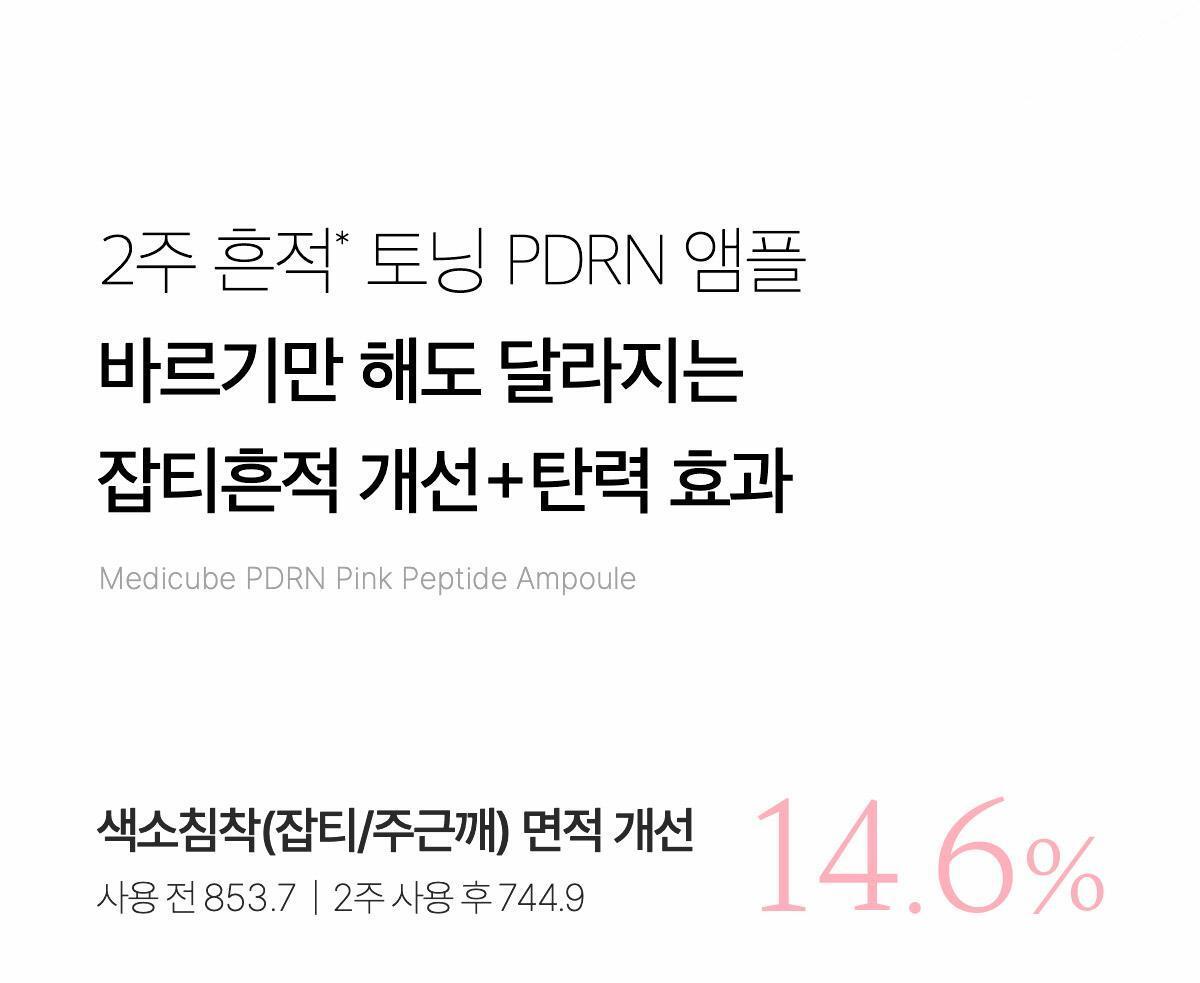 2주 흔적* 토닝 PDRN 앰플
바르기만 해도 달라지는
잡티흔적 개선+탄력 효과
Medicube PDRN Pink Peptide Ampoule
색소침착(잡티/주근깨) 면적 개선
사용 전 853.7 | 2주 사용 후 744.9
14.6%